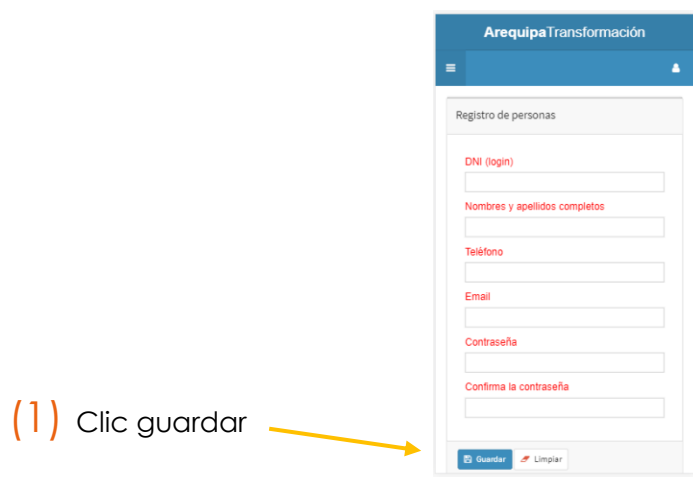 ArequipaTransformación
Registro de personas
DNI (login)
Nombres y apellidos completos
Teléfono
Email
Contraseña
Confirma la contraseña
(1) Clic guardar
Guardar Limpiar